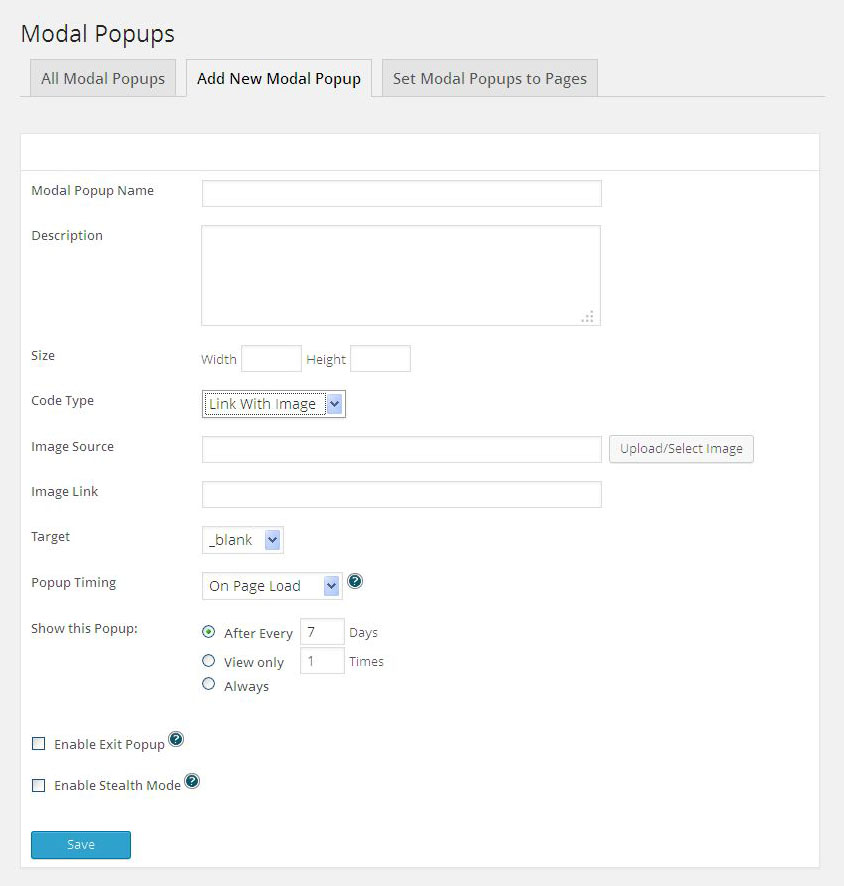 Modal Popups
All Modal Popups Add New Modal Popup Set Modal Popups to Pages
Modal Popup Name
Description
Size Width Height
Code Type Link With Image
Image Source Upload/Select Image
Image Link
Target _blank
Popup Timing On Page Load ?
Show this Popup: After Every 7 Days
View only 1 Times
Always
Enable Exit Popup ?
Enable Stealth Mode ?
Save